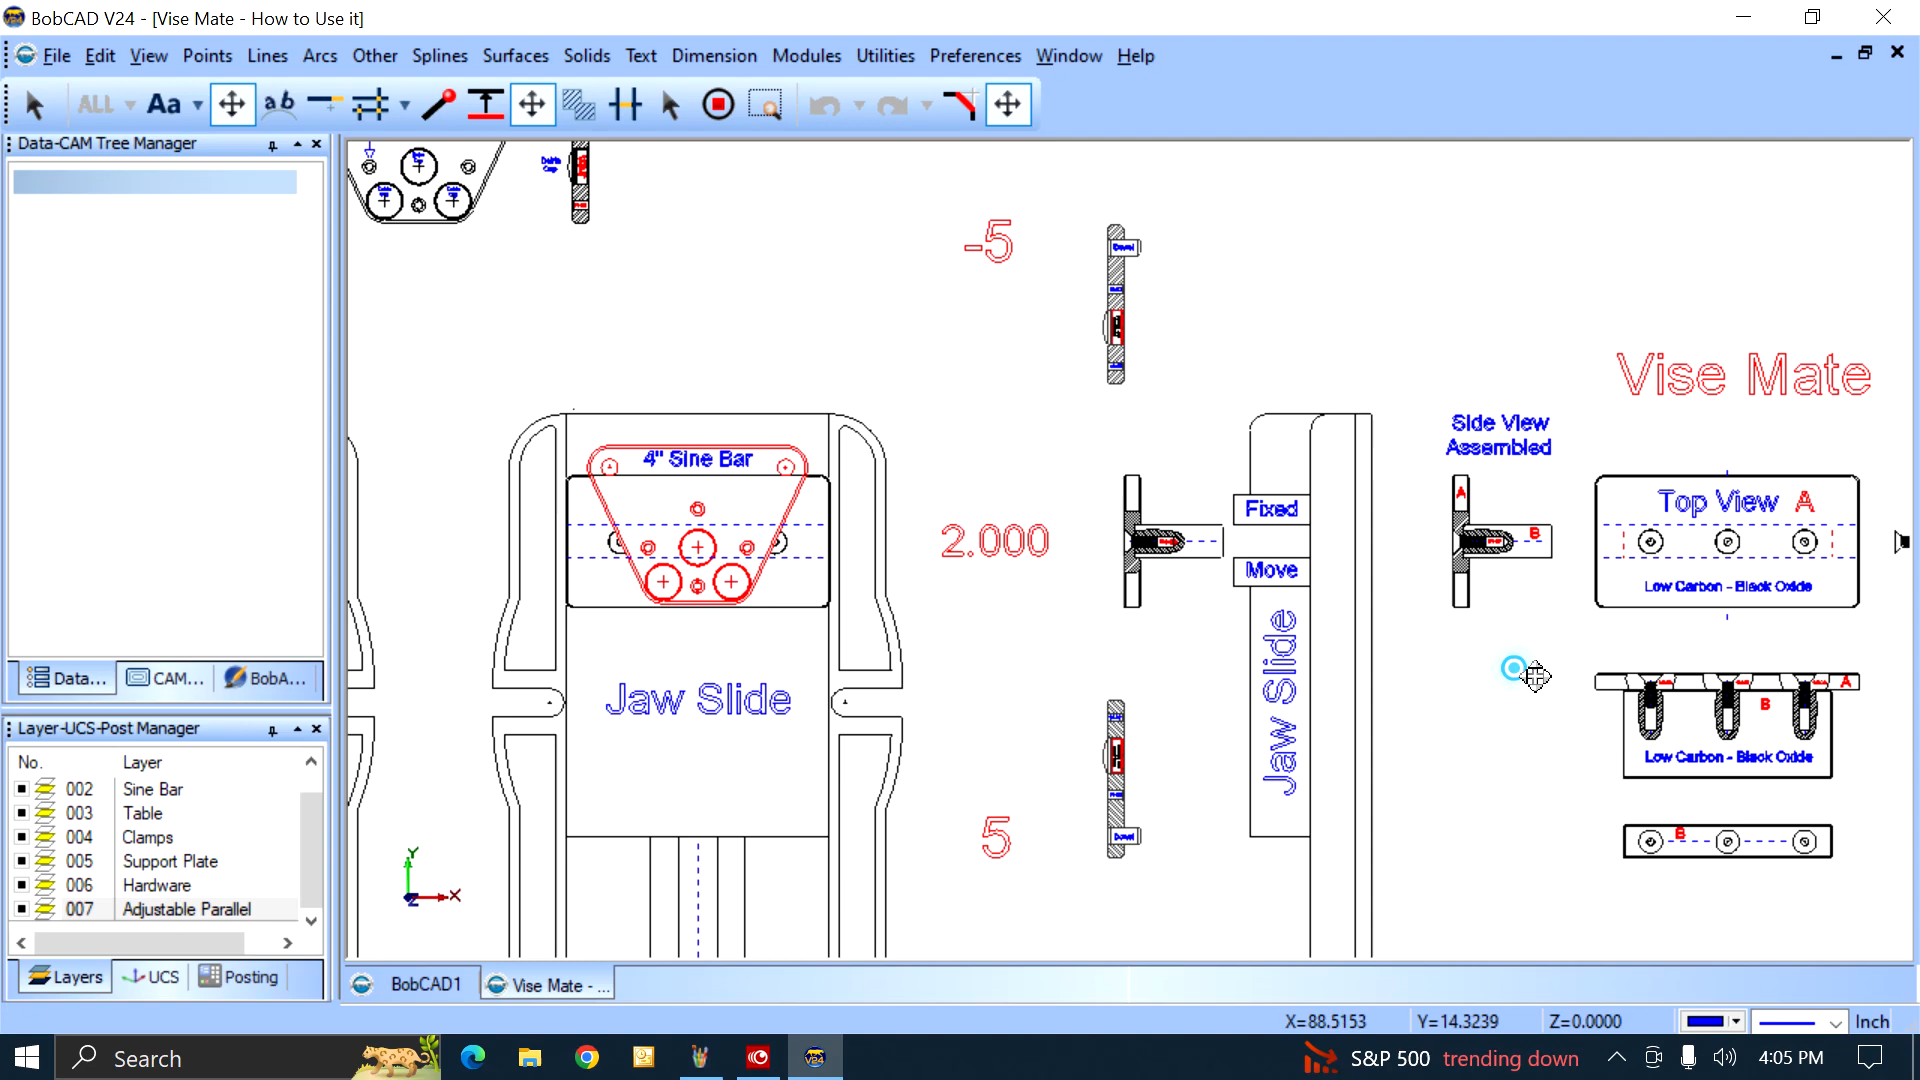 BobCAD V24 - [Vise Mate - How to Use it]
File Edit View Points Lines Arcs Other Splines Surfaces Solids Text Dimension Modules Utilities Preferences Window Help
ALL Aa ab
Data-CAM Tree Manager
Data... CAM... BobA...
Layer-UCS-Post Manager
No. Layer
002 Sine Bar
003 Table
004 Clamps
005 Support Plate
006 Hardware
007 Adjustable Parallel
Layers UCS Posting
-5
Dowel
Vise Mate
Side View
Assembled
4" Sine Bar
Fixed
A
B
Top View A
2.000
Move
Low Carbon - Black Oxide
Jaw Slide
Jaw Slide
A
B
Low Carbon - Black Oxide
5
Dowel
B
Y
X
Z
BobCAD1 Vise Mate - ...
X=88.5153 Y=14.3239 Z=0.0000 Inch
Search
V24
S&P 500 trending down
4:05 PM